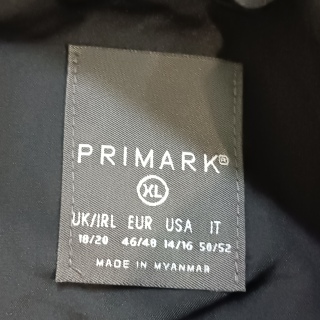 PRIMARK®
XL
UK/IRL EUR USA IT
18/20 46/48 14/16 50/52
MADE IN MYANMAR